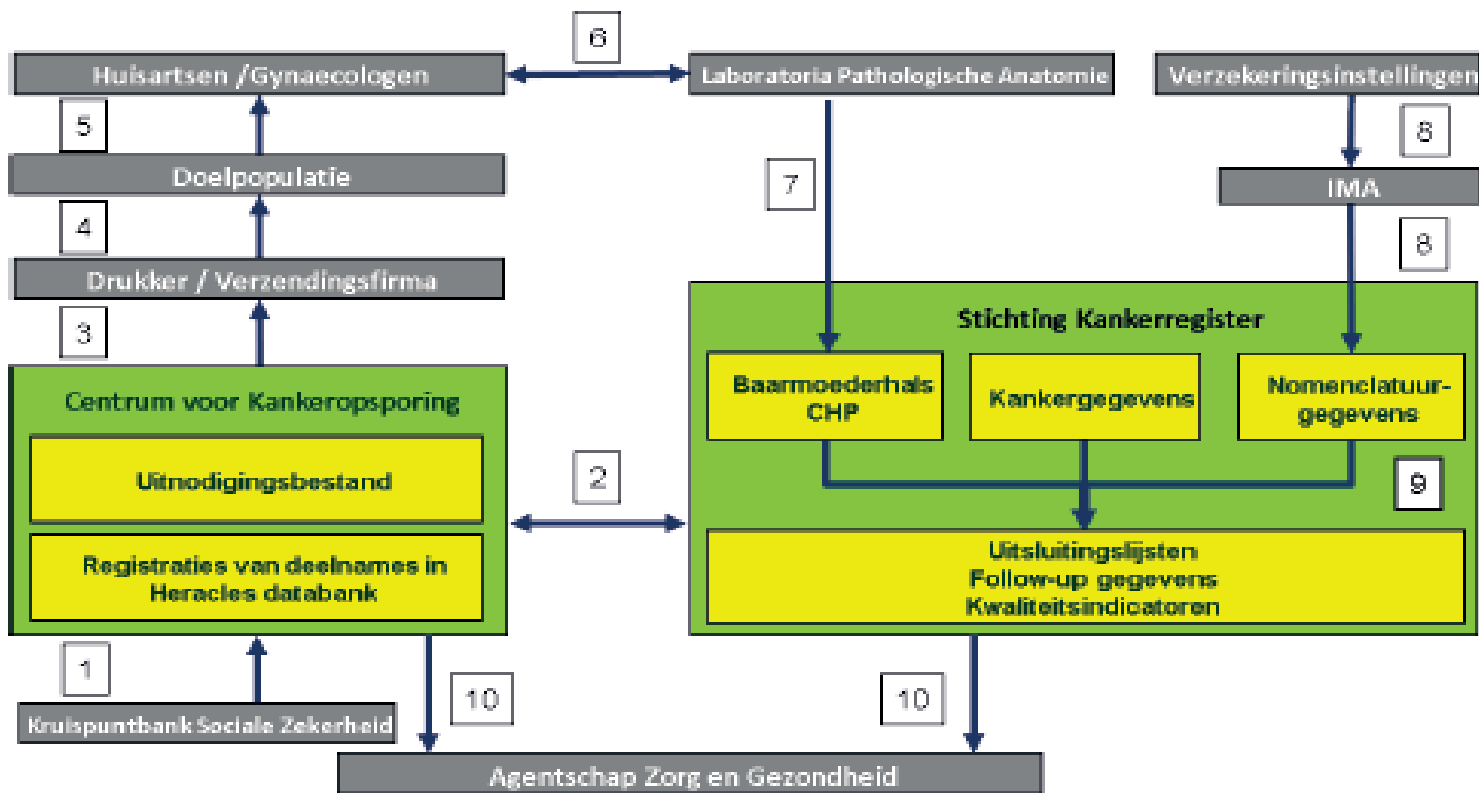 6
Huisartsen /Gynaecologen
Laboratoria Pathologische Anatomie
Verzekeringsinstellingen
5
8
Doelpopulatie
7
IMA
4
8
Drukker / Verzendingsfirma
3
Stichting Kankerregister
Centrum voor Kankeropsporing
Baarmoederhals
CHP
Kankergegevens
Nomenclatuur-
gegevens
Uitnodigingsbestand
2
9
Registraties van deelnames in
Heracles databank
Uitsluitingslijsten
Follow-up gegevens
Kwaliteitsindicatoren
1
10
10
Kruispuntbank Sociale Zekerheid
Agentschap Zorg en Gezondheid